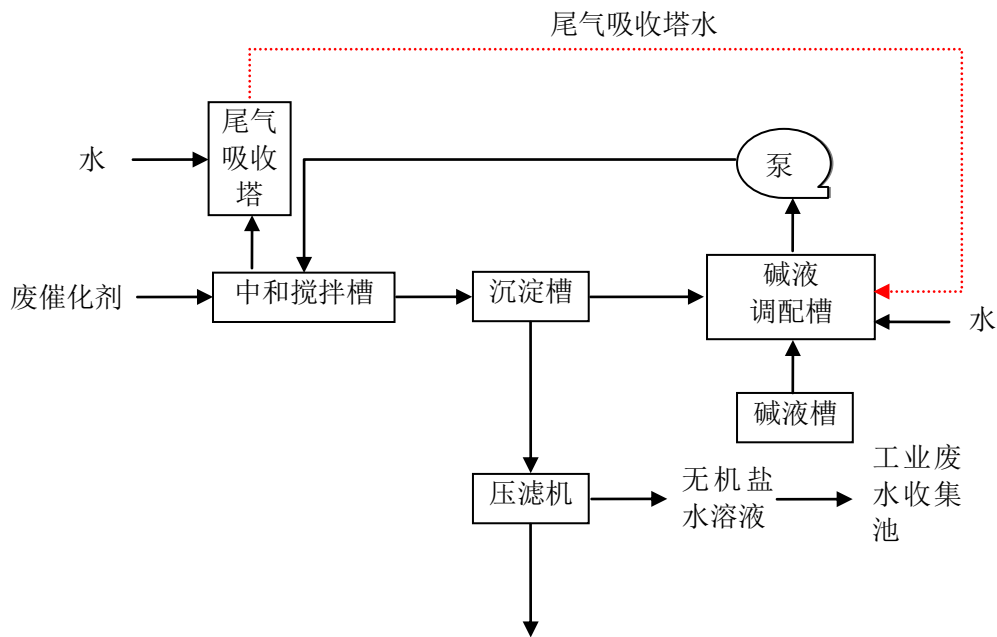 尾气吸收塔水
尾气
吸收
塔
水
泵
废催化剂
中和搅拌槽
沉淀槽
碱液
调配槽
水
碱液槽
压滤机
无机盐
水溶液
工业废
水收集
池